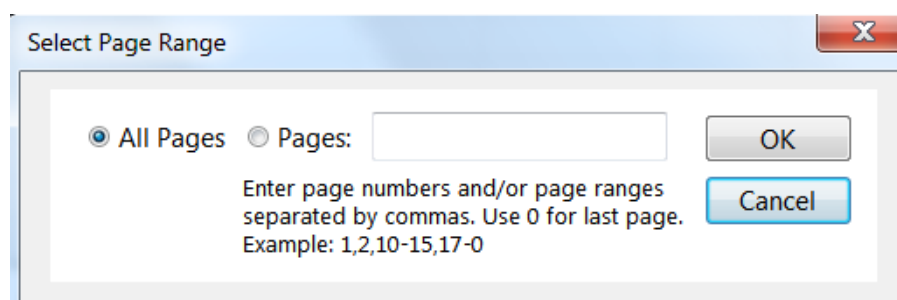 Select Page Range
All Pages Pages: OK
Enter page numbers and/or page ranges
separated by commas. Use 0 for last page. Cancel
Example: 1,2,10-15,17-0